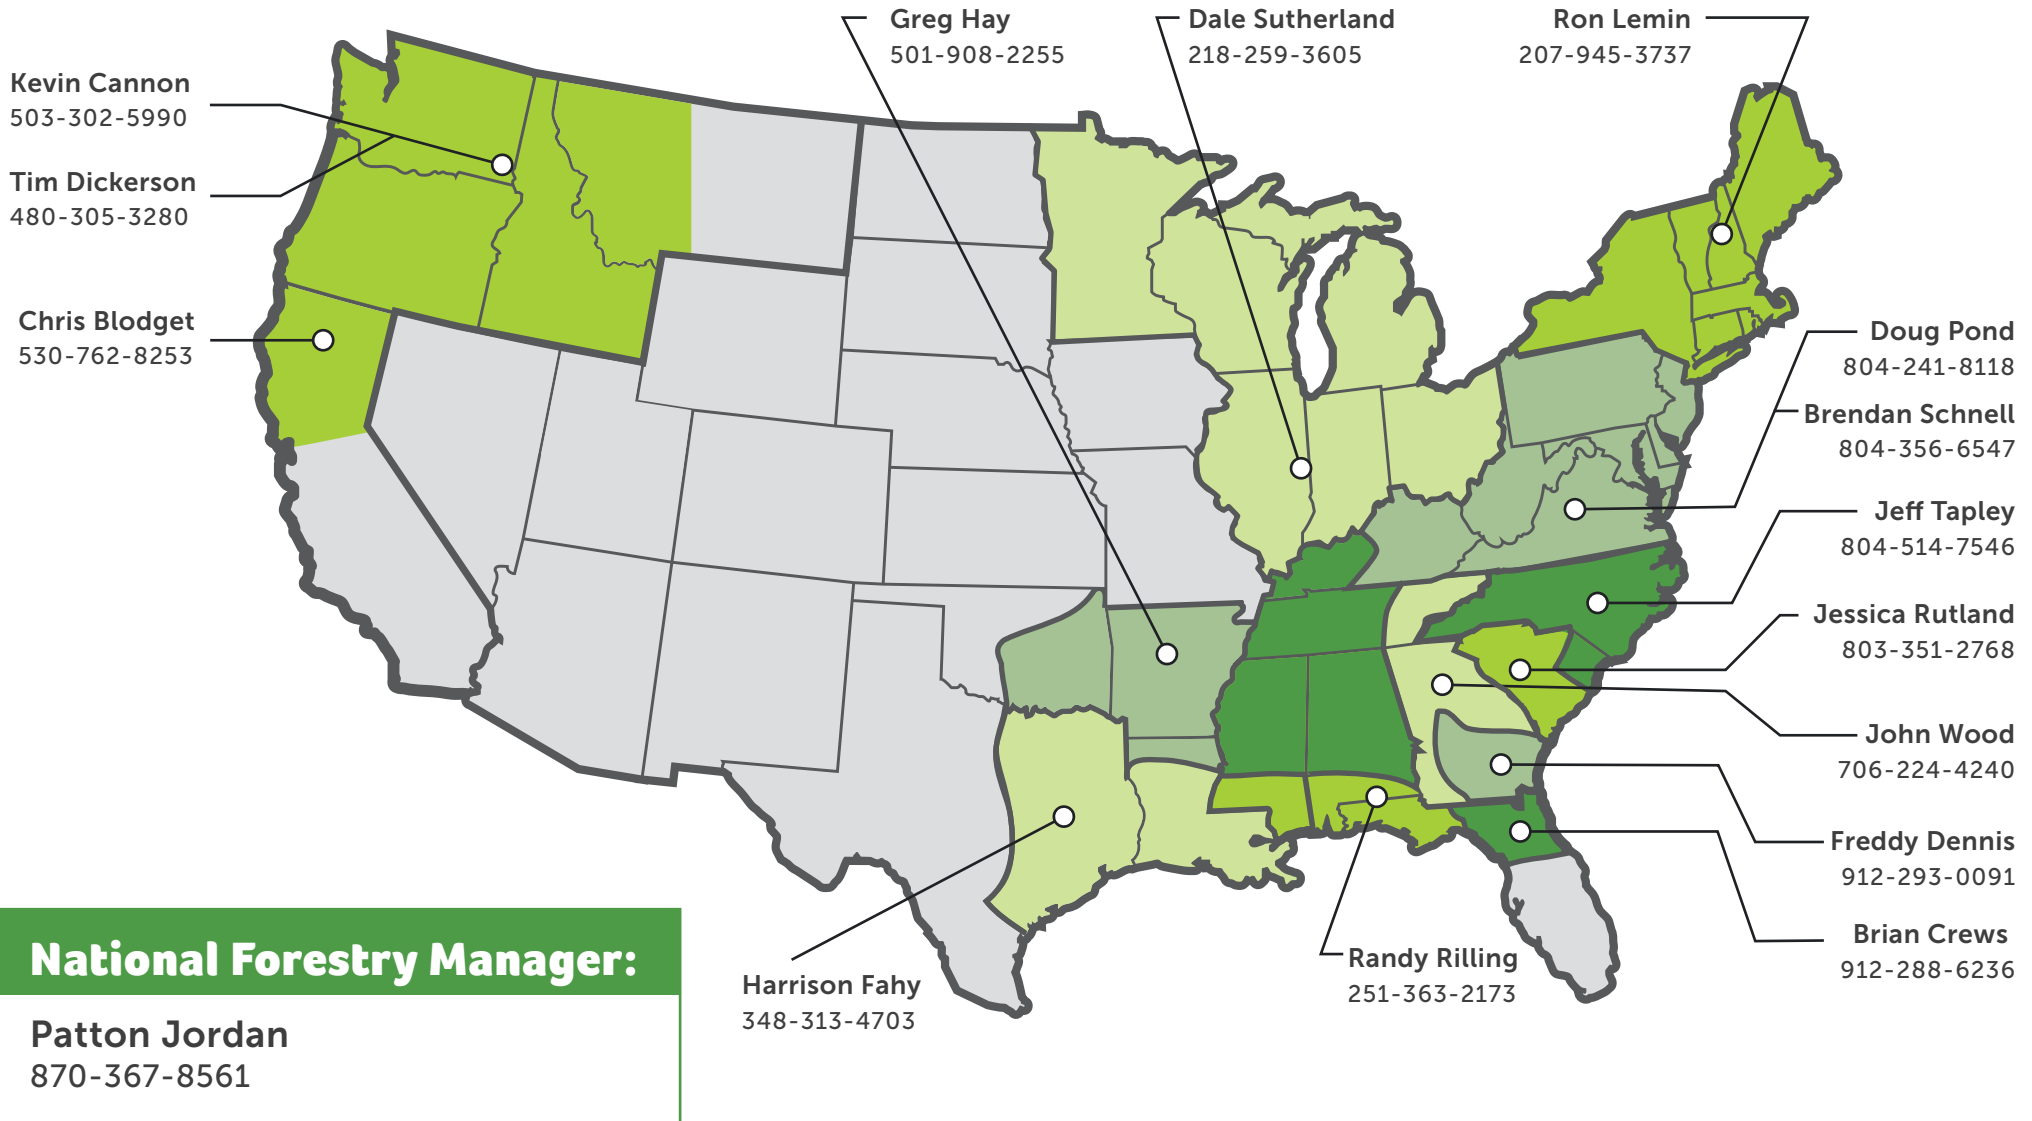 Greg Hay
501-908-2255
Dale Sutherland
218-259-3605
Ron Lemin
207-945-3737
Kevin Cannon
503-302-5990
Tim Dickerson
480-305-3280
Chris Blodget
530-762-8253
Doug Pond
804-241-8118
Brendan Schnell
804-356-6547
Jeff Tapley
804-514-7546
Jessica Rutland
803-351-2768
John Wood
706-224-4240
Freddy Dennis
912-293-0091
Brian Crews
912-288-6236
Randy Rilling
251-363-2173
Harrison Fahy
348-313-4703
National Forestry Manager:
Patton Jordan
870-367-8561